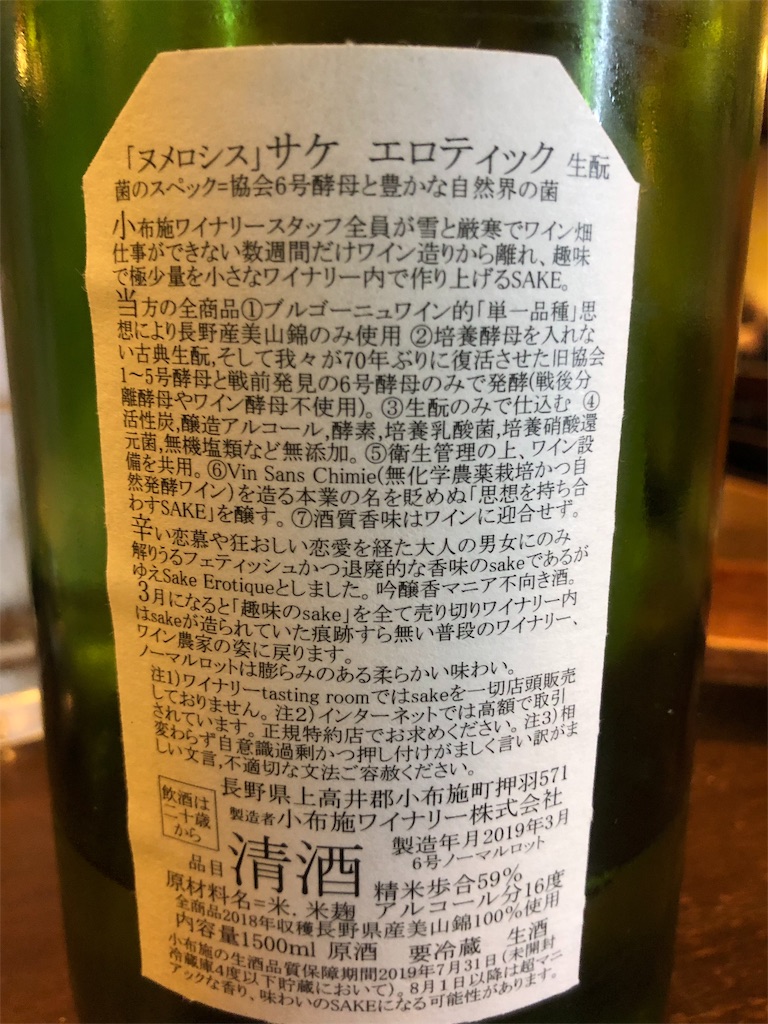 「ヌメロシス」サケ エロティック 生酛
菌のスペック=協会6号酵母と豊かな自然界の菌
小布施ワイナリースタッフ全員が雪と厳寒でワイン畑
仕事ができない数週間だけワイン造りから離れ、趣味
で極少量を小さなワイナリー内で作り上げるSAKE。
当方の全商品①ブルゴーニュワイン的「単一品種」思
想により長野産美山錦のみ使用 ②培養酵母を入れな
い古典生酛,そして我々が70年ぶりに復活させた旧協会
1~5号酵母と戦前発見の6号酵母のみで発酵(戦後分
離酵母やワイン酵母不使用)。③生酛のみで仕込む ④
活性炭,醸造アルコール,酵素,培養乳酸菌,培養硝酸還
元菌,無機塩類など無添加。⑤衛生管理の上、ワイン設
備を共用。⑥Vin Sans Chimie(無化学農薬栽培かつ自
然発酵ワイン)を造る本業の名を貶めぬ「思想を持ち合
わすSAKE」を醸す。⑦酒質香味はワインに迎合せず。
辛い恋慕や狂おしい恋愛を経た大人の男女にのみ
解りうるフェティッシュかつ退廃的な香味のsakeであるが
ゆえSake Erotiqueとしました。吟醸香マニア不向き酒。
3月になると「趣味のsake」を全て売り切りワイナリー内
はsakeが造られていた痕跡すら無い普段のワイナリー、
ワイン農家の姿に戻ります。
ノーマルロットは膨らみのある柔らかい味わい。
注1)ワイナリーtasting roomではsakeを一切店頭販売
しておりません。注2)インターネットでは高額で取引
されています。正規特約店でお求めください。注3)相
変わらず自意識過剰かつ押し付けがましく言い訳がま
しい文言,不適切な文法ご容赦ください。
飲酒は
二十歳
から
長野県上高井郡小布施町押羽571
製造者小布施ワイナリー株式会社
製造年月2019年3月
6号ノーマルロット
品目 清酒 精米歩合59%
原材料名=米.米麹 アルコール分16度
全商品2018年収穫長野県産美山錦100%使用
内容量1500ml 原酒 要冷蔵 生酒
小布施の生酒品質保障期間2019年7月31日(未開封
冷蔵庫4度以下貯蔵において)。8月1日以降は超マニ
アックな香り、味わいのSAKEになる可能性があります。